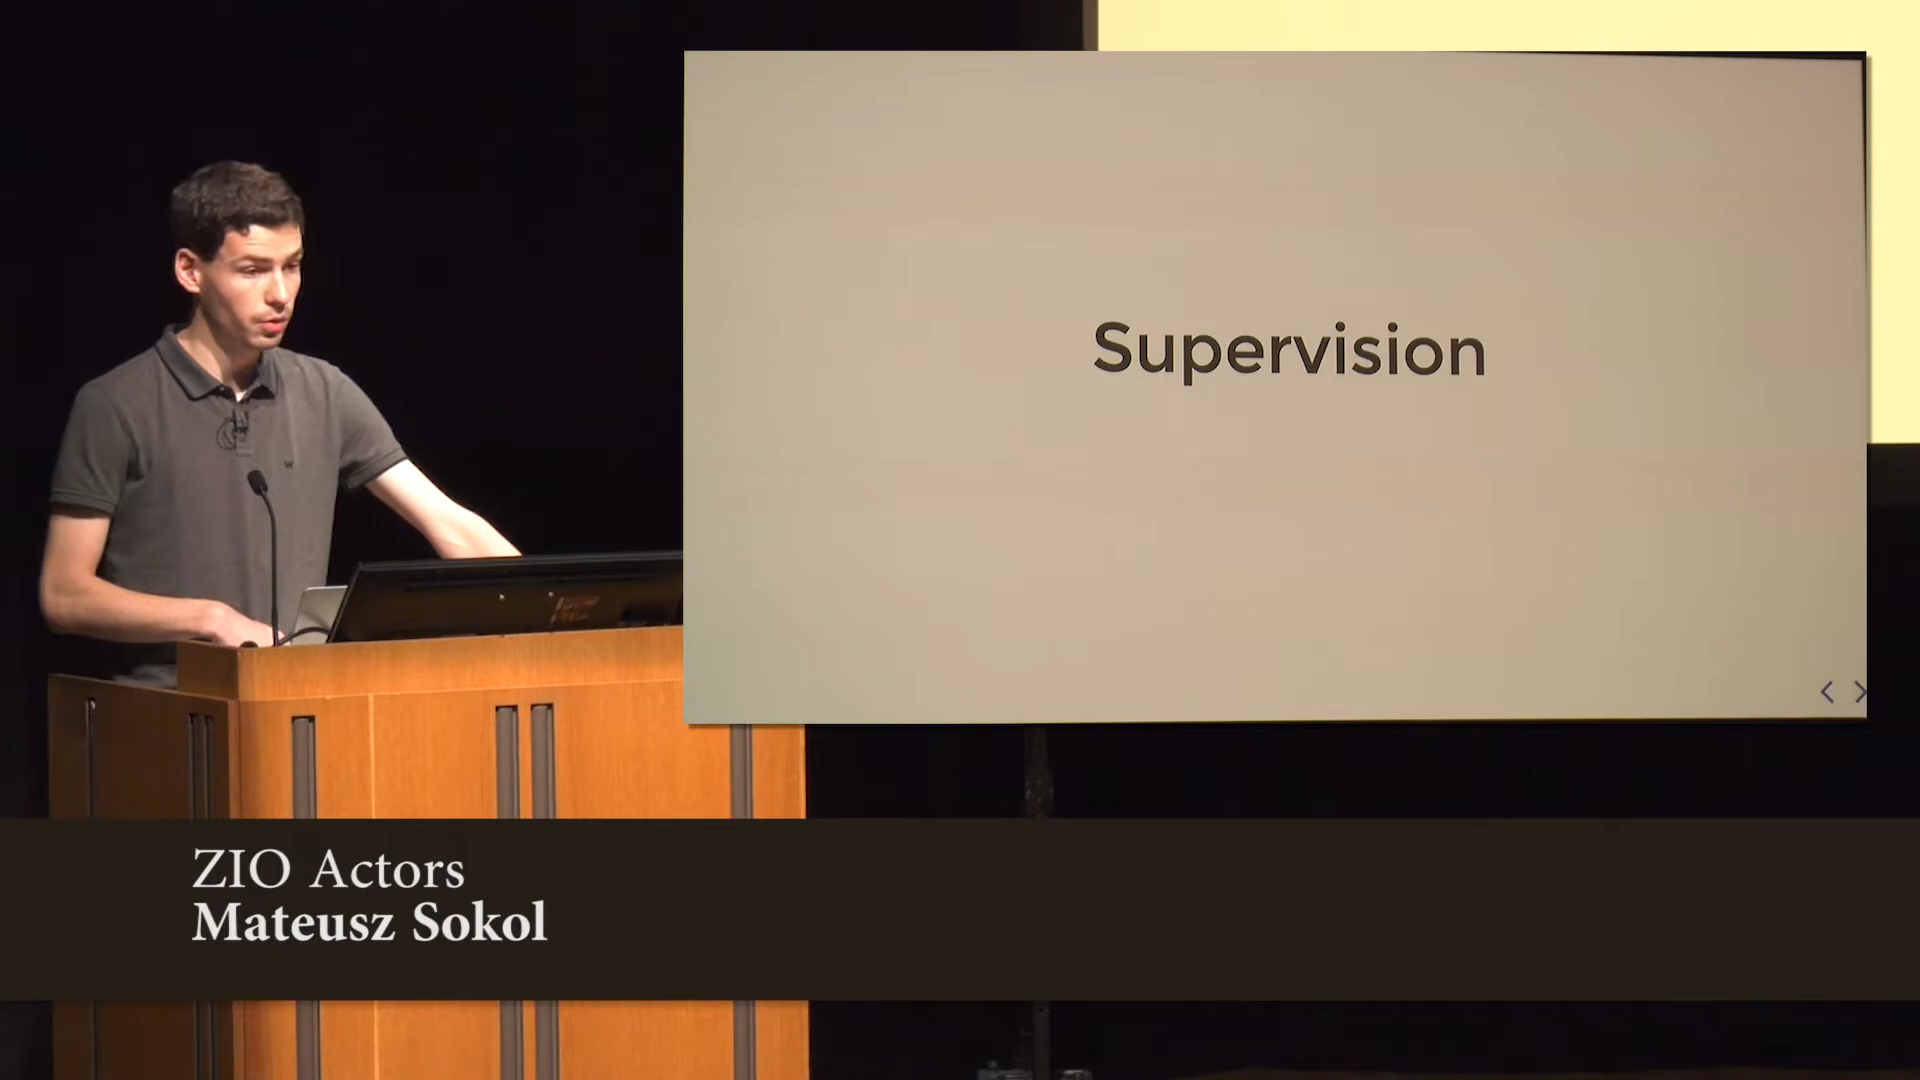 Supervision
< >
W
ZIO Actors
Mateusz Sokol